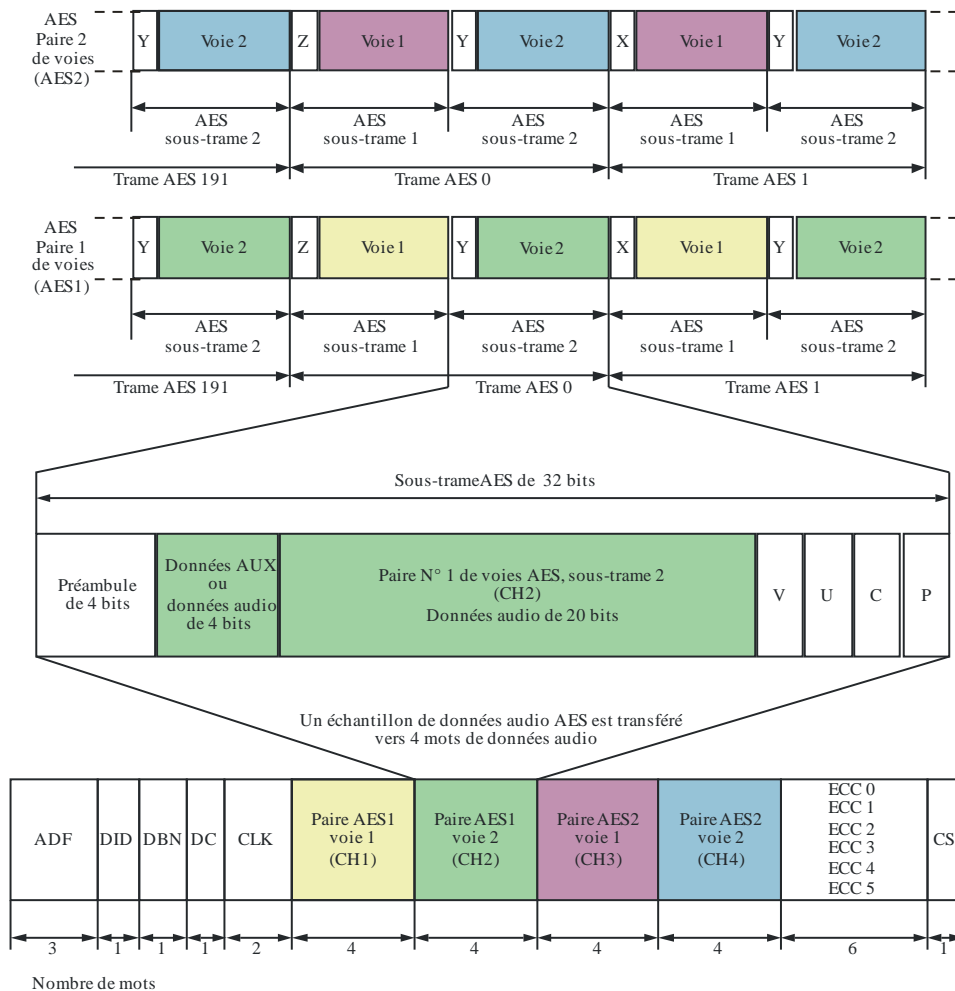 AES
Paire 2
de voies
(AES2)
Y Voie 2 Z Voie 1 Y Voie 2 X Voie 1 Y Voie 2
AES
sous-trame 2
AES
sous-trame 1
AES
sous-trame 2
AES
sous-trame 1
AES
sous-trame 2
Trame AES 191 Trame AES 0 Trame AES 1
AES
Paire 1
de voies
(AES1)
Y Voie 2 Z Voie 1 Y Voie 2 X Voie 1 Y Voie 2
AES
sous-trame 2
AES
sous-trame 1
AES
sous-trame 2
AES
sous-trame 1
AES
sous-trame 2
Trame AES 191 Trame AES 0 Trame AES 1
Sous-trameAES de 32 bits
Préambule
de 4 bits
Données AUX
ou
données audio
de 4 bits
Paire N° 1 de voies AES, sous-trame 2
(CH2)
Données audio de 20 bits
V U C P
Un échantillon de données audio AES est transféré
vers 4 mots de données audio
ADF DID DBN DC CLK
Paire AES1
voie 1
(CH1)
Paire AES1
voie 2
(CH2)
Paire AES2
voie 1
(CH3)
Paire AES2
voie 2
(CH4)
ECC 0
ECC 1
ECC 2
ECC 3
ECC 4
ECC 5
CS
3 1 1 1 2 4 4 4 4 6 1
Nombre de mots